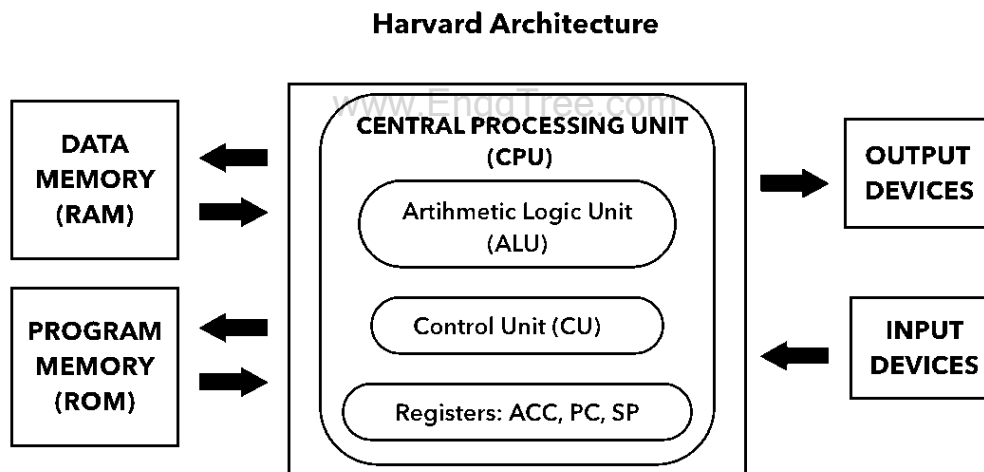 Harvard Architecture
www.EnggTree.com
DATA
MEMORY
(RAM)
PROGRAM
MEMORY
(ROM)
CENTRAL PROCESSING UNIT
(CPU)
Artihmetic Logic Unit
(ALU)
Control Unit (CU)
Registers: ACC, PC, SP
OUTPUT
DEVICES
INPUT
DEVICES